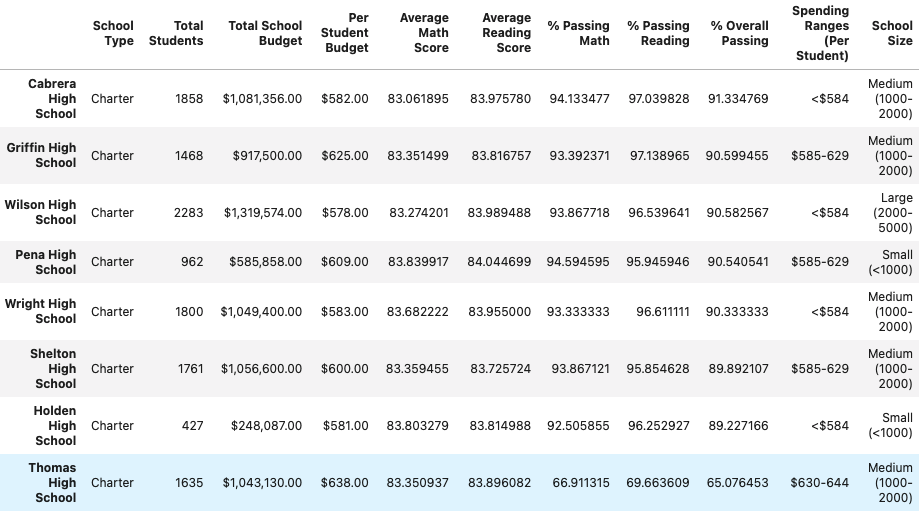 School Type Total Students Total School Budget Per Student Budget Average Math Score Average Reading Score % Passing Math % Passing Reading % Overall Passing Spending Ranges (Per Student) School Size
Cabrera High School Charter 1858 $1,081,356.00 $582.00 83.061895 83.975780 94.133477 97.039828 91.334769 <$584 Medium (1000-2000)
Griffin High School Charter 1468 $917,500.00 $625.00 83.351499 83.816757 93.392371 97.138965 90.599455 $585-629 Medium (1000-2000)
Wilson High School Charter 2283 $1,319,574.00 $578.00 83.274201 83.989488 93.867718 96.539641 90.582567 <$584 Large (2000-5000)
Pena High School Charter 962 $585,858.00 $609.00 83.839917 84.044699 94.594595 95.945946 90.540541 $585-629 Small (<1000)
Wright High School Charter 1800 $1,049,400.00 $583.00 83.682222 83.955000 93.333333 96.611111 90.333333 <$584 Medium (1000-2000)
Shelton High School Charter 1761 $1,056,600.00 $600.00 83.359455 83.725724 93.867121 95.854628 89.892107 $585-629 Medium (1000-2000)
Holden High School Charter 427 $248,087.00 $581.00 83.803279 83.814988 92.505855 96.252927 89.227166 <$584 Small (<1000)
Thomas High School Charter 1635 $1,043,130.00 $638.00 83.350937 83.896082 66.911315 69.663609 65.076453 $630-644 Medium (1000-2000)